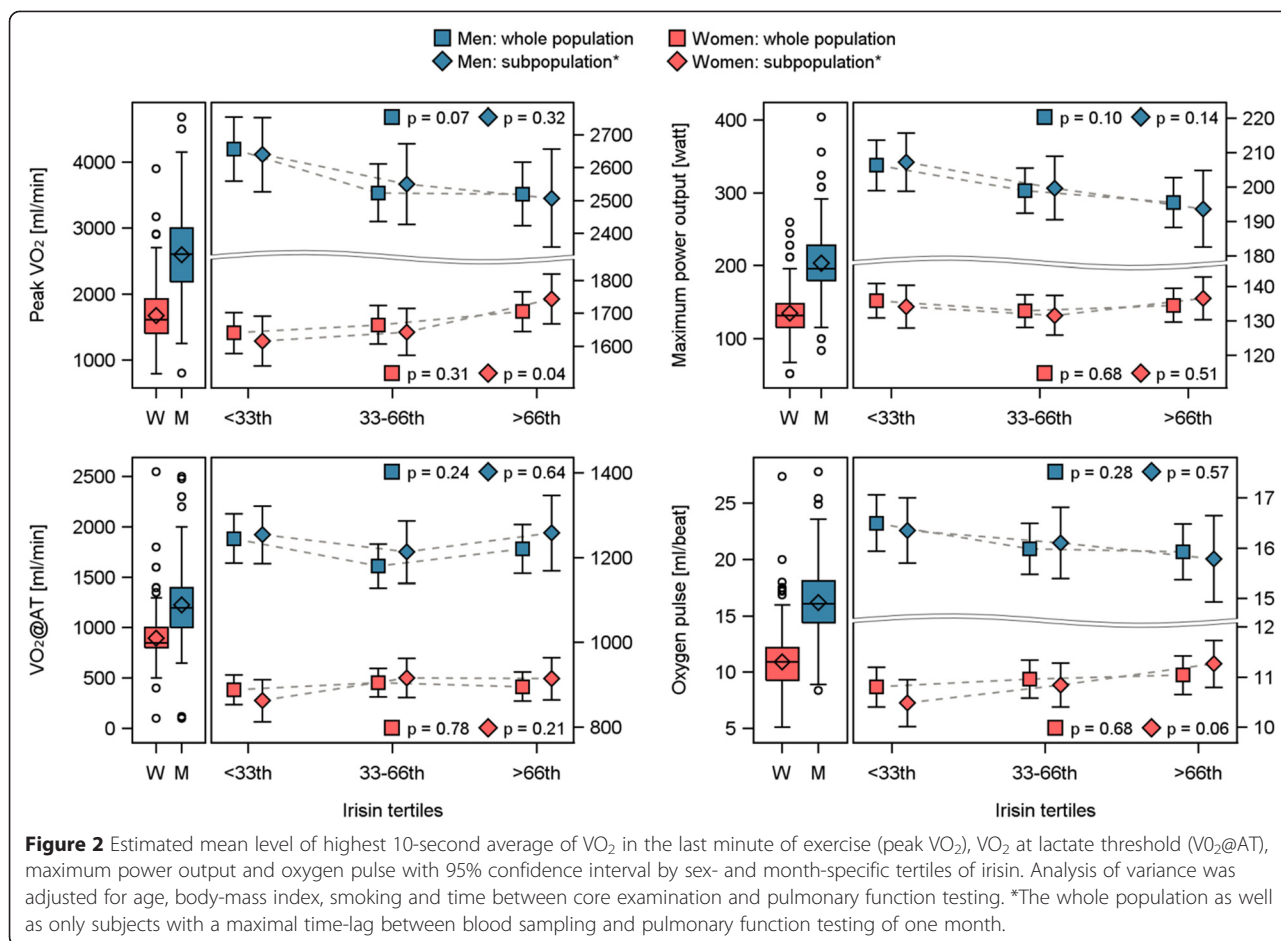 Men: whole population Women: whole population
Men: subpopulation* Women: subpopulation*
Peak VO₂ [ml/min]
4000
3000
2000
1000
W M
p = 0.07 p = 0.32
2700
2600
2500
2400
1800
1700
1600
p = 0.31 p = 0.04
<33th 33-66th >66th
Maximum power output [watt]
400
300
200
100
W M
p = 0.10 p = 0.14
220
210
200
190
180
140
130
120
p = 0.68 p = 0.51
<33th 33-66th >66th
VO₂@AT [ml/min]
2500
2000
1500
1000
500
0
W M
p = 0.24 p = 0.64
1400
1200
1000
800
p = 0.78 p = 0.21
<33th 33-66th >66th
Irisin tertiles
Oxygen pulse [ml/beat]
25
20
15
10
5
W M
p = 0.28 p = 0.57
17
16
15
12
11
10
p = 0.68 p = 0.06
<33th 33-66th >66th
Irisin tertiles
Figure 2 Estimated mean level of highest 10-second average of VO₂ in the last minute of exercise (peak VO₂), VO₂ at lactate threshold (V0₂@AT),
maximum power output and oxygen pulse with 95% confidence interval by sex- and month-specific tertiles of irisin. Analysis of variance was
adjusted for age, body-mass index, smoking and time between core examination and pulmonary function testing. *The whole population as well
as only subjects with a maximal time-lag between blood sampling and pulmonary function testing of one month.